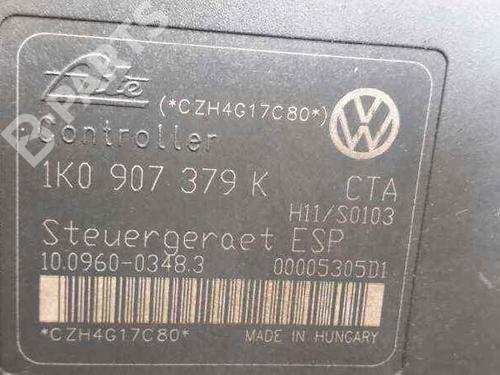 B-PARTS
Ate
(*CZH4G17C80*)
Controller
1K0 907 379 K CTA
H11/S0103
Steuergeraet ESP
10.0960-0348.3 00005305D1
*CZH4G17C80* MADE IN HUNGARY